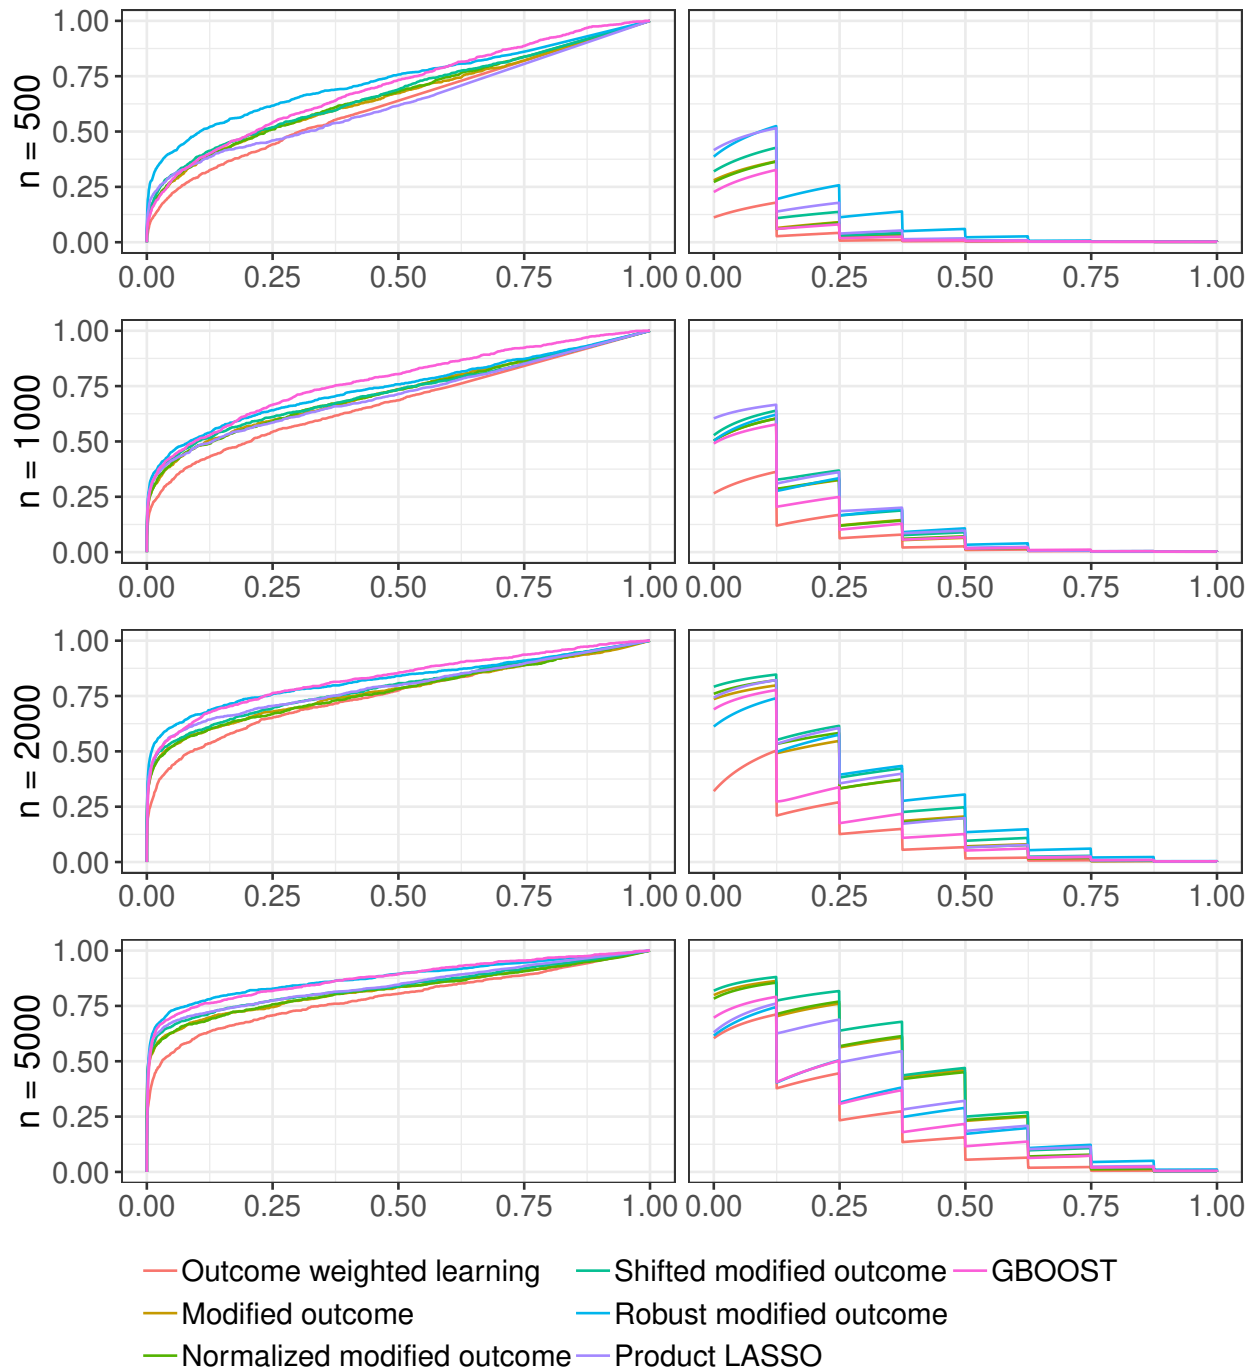 1.00
0.75
0.50
0.25
0.00
n = 500
0.00 0.25 0.50 0.75 1.00 0.00 0.25 0.50 0.75 1.00
1.00
0.75
0.50
0.25
0.00
n = 1000
0.00 0.25 0.50 0.75 1.00 0.00 0.25 0.50 0.75 1.00
1.00
0.75
0.50
0.25
0.00
n = 2000
0.00 0.25 0.50 0.75 1.00 0.00 0.25 0.50 0.75 1.00
1.00
0.75
0.50
0.25
0.00
n = 5000
0.00 0.25 0.50 0.75 1.00 0.00 0.25 0.50 0.75 1.00
Outcome weighted learning Shifted modified outcome GBOOST
Modified outcome Robust modified outcome
Normalized modified outcome Product LASSO